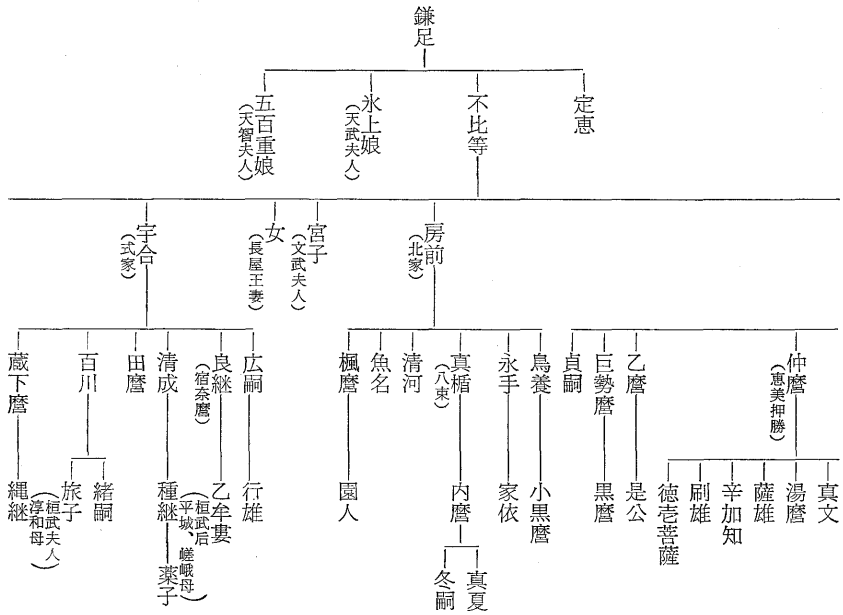 鎌足
定恵
不比等
氷上娘
（天武夫人）
五百重娘
（天智夫人）
房前
（北家）
宮子
（文武夫人）
女
（長屋王妻）
宇合
（式家）
仲麿
（恵美押勝）
乙麿
巨勢麿
貞嗣
鳥養
永手
真楯
（八束）
清河
魚名
楓麿
広嗣
良継
（宿奈麿）
清成
田麿
百川
蔵下麿
真文
湯麿
薩雄
辛加知
刷雄
徳壱菩薩
是公
黒麿
小黒麿
家依
内麿
園人
行雄
乙牟婁
（桓武后
平城、嵯峨母）
種継
緒嗣
旅子
（桓武夫人
淳和母）
縄継
真夏
冬嗣
薬子